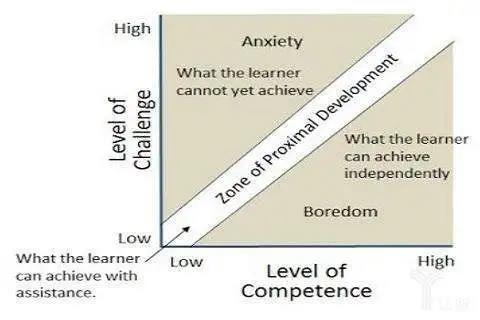 High
Anxiety
What the learner
cannot yet achieve
Level of
Challenge
Zone of Proximal Development
What the learner
can achieve
independently
Boredom
Low
What the learner
can achieve with
assistance.
Low
High
Level of
Competence